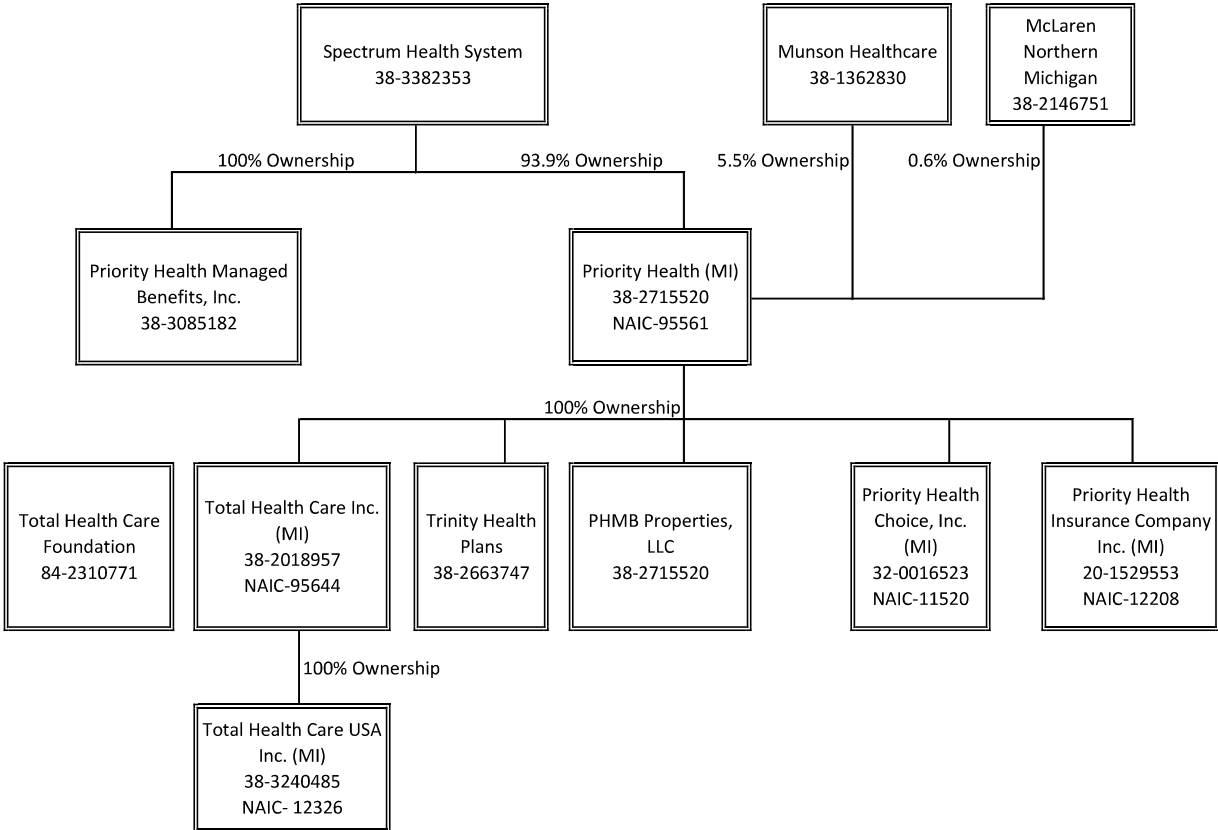 Spectrum Health System
38-3382353
Munson Healthcare
38-1362830
McLaren
Northern
Michigan
38-2146751
100% Ownership
93.9% Ownership
5.5% Ownership
0.6% Ownership
Priority Health Managed
Benefits, Inc.
38-3085182
Priority Health (MI)
38-2715520
NAIC-95561
100% Ownership
Total Health Care
Foundation
84-2310771
Total Health Care Inc.
(MI)
38-2018957
NAIC-95644
Trinity Health
Plans
38-2663747
PHMB Properties,
LLC
38-2715520
Priority Health
Choice, Inc.
(MI)
32-0016523
NAIC-11520
Priority Health
Insurance Company
Inc. (MI)
20-1529553
NAIC-12208
100% Ownership
Total Health Care USA
Inc. (MI)
38-3240485
NAIC- 12326